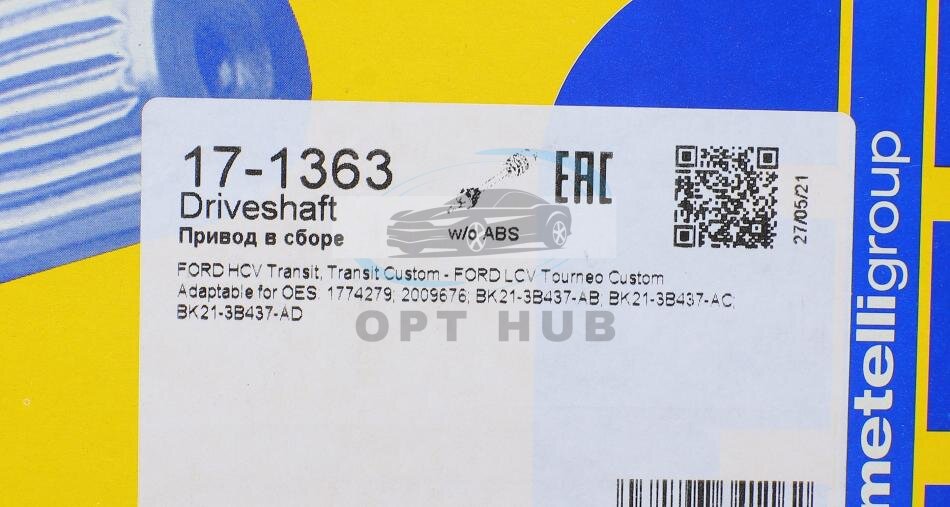 17-1363
EAC
Driveshaft
Привод в сборе
w/o ABS
27/05/21
FORD HCV Transit, Transit Custom - FORD LCV Tourneo Custom
Adaptable for OES: 1774279; 2009676; BK21-3B437-AB; BK21-3B437-AC;
BK21-3B437-AD
OPT HUB
metelligroup